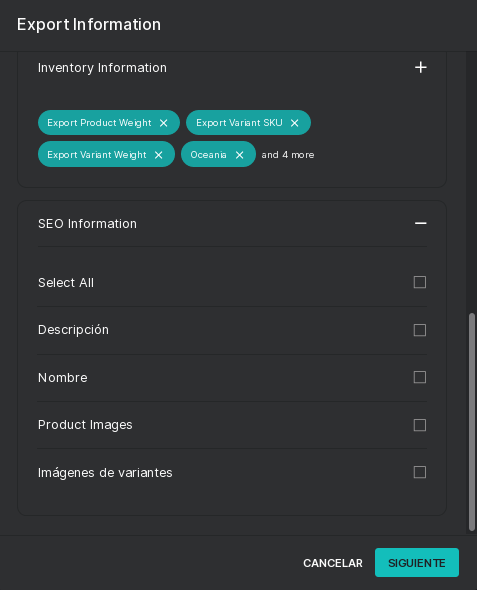 Export Information
Inventory Information
Export Product Weight
Export Variant SKU
Export Variant Weight
Oceania
and 4 more
SEO Information
Select All
Descripción
Nombre
Product Images
Imágenes de variantes
CANCELAR
SIGUIENTE